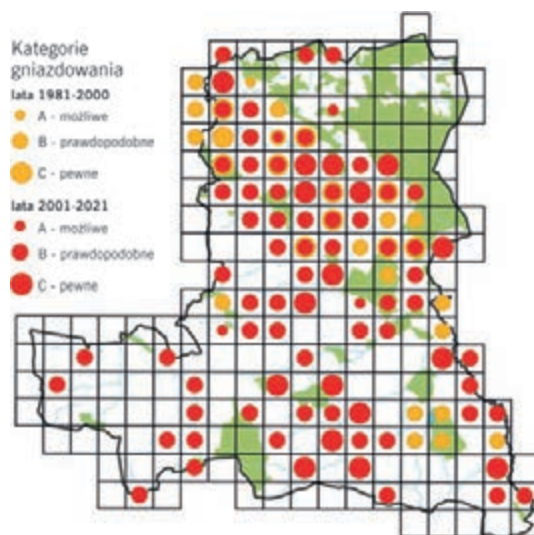 Kategorie
gniazdowania
lata 1981-2000
A - możliwe
B - prawdopodobne
C - pewne
lata 2001-2021
A - możliwe
B - prawdopodobne
C - pewne